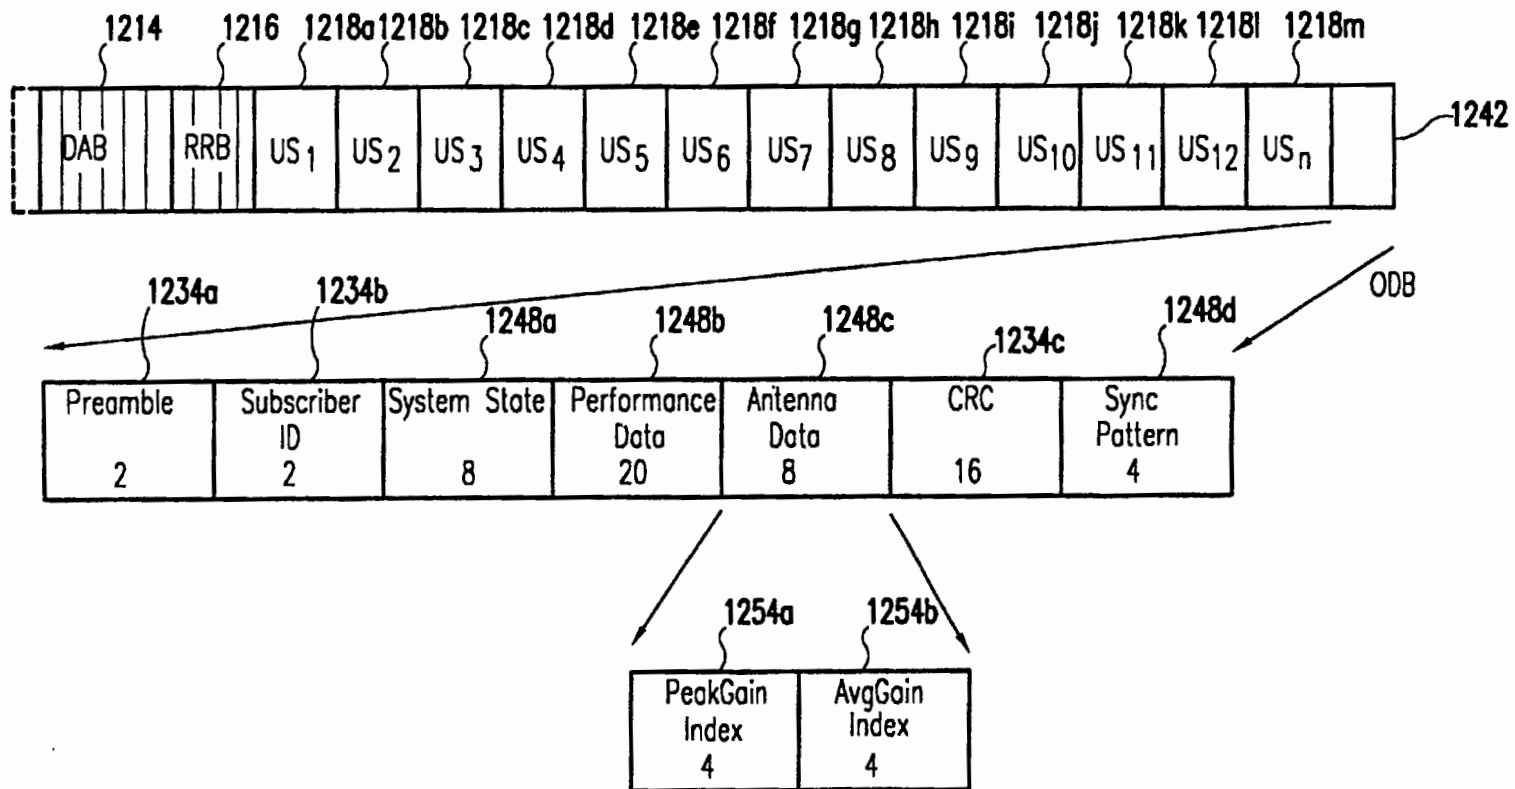 1214 1216 1218a 1218b 1218c 1218d 1218e 1218f 1218g 1218h 1218i 1218j 1218k 1218l 1218m
DAB RRB US1 US2 US3 US4 US5 US6 US7 US8 US9 US10 US11 US12 USn
1242
ODB
1234a 1234b 1248a 1248b 1248c 1234c 1248d
Preamble
2
Subscriber
ID
2
System State
8
Performance
Data
20
Antenna
Data
8
CRC
16
Sync
Pattern
4
1254a 1254b
PeakGain
Index
4
AvgGain
Index
4